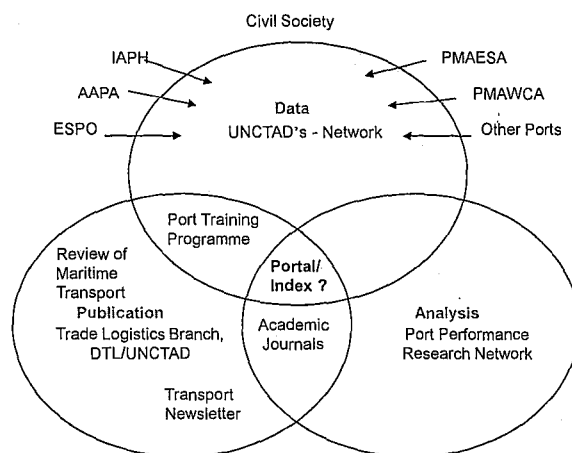 Civil Society
IAPH
PMAESA
AAPA
Data
PMAWCA
ESPO
UNCTAD's - Network
Other Ports
Port Training
Programme
Review of
Maritime
Transport
Portal/
Index ?
Publication
Trade Logistics Branch,
DTL/UNCTAD
Academic
Journals
Analysis
Port Performance
Research Network
Transport
Newsletter